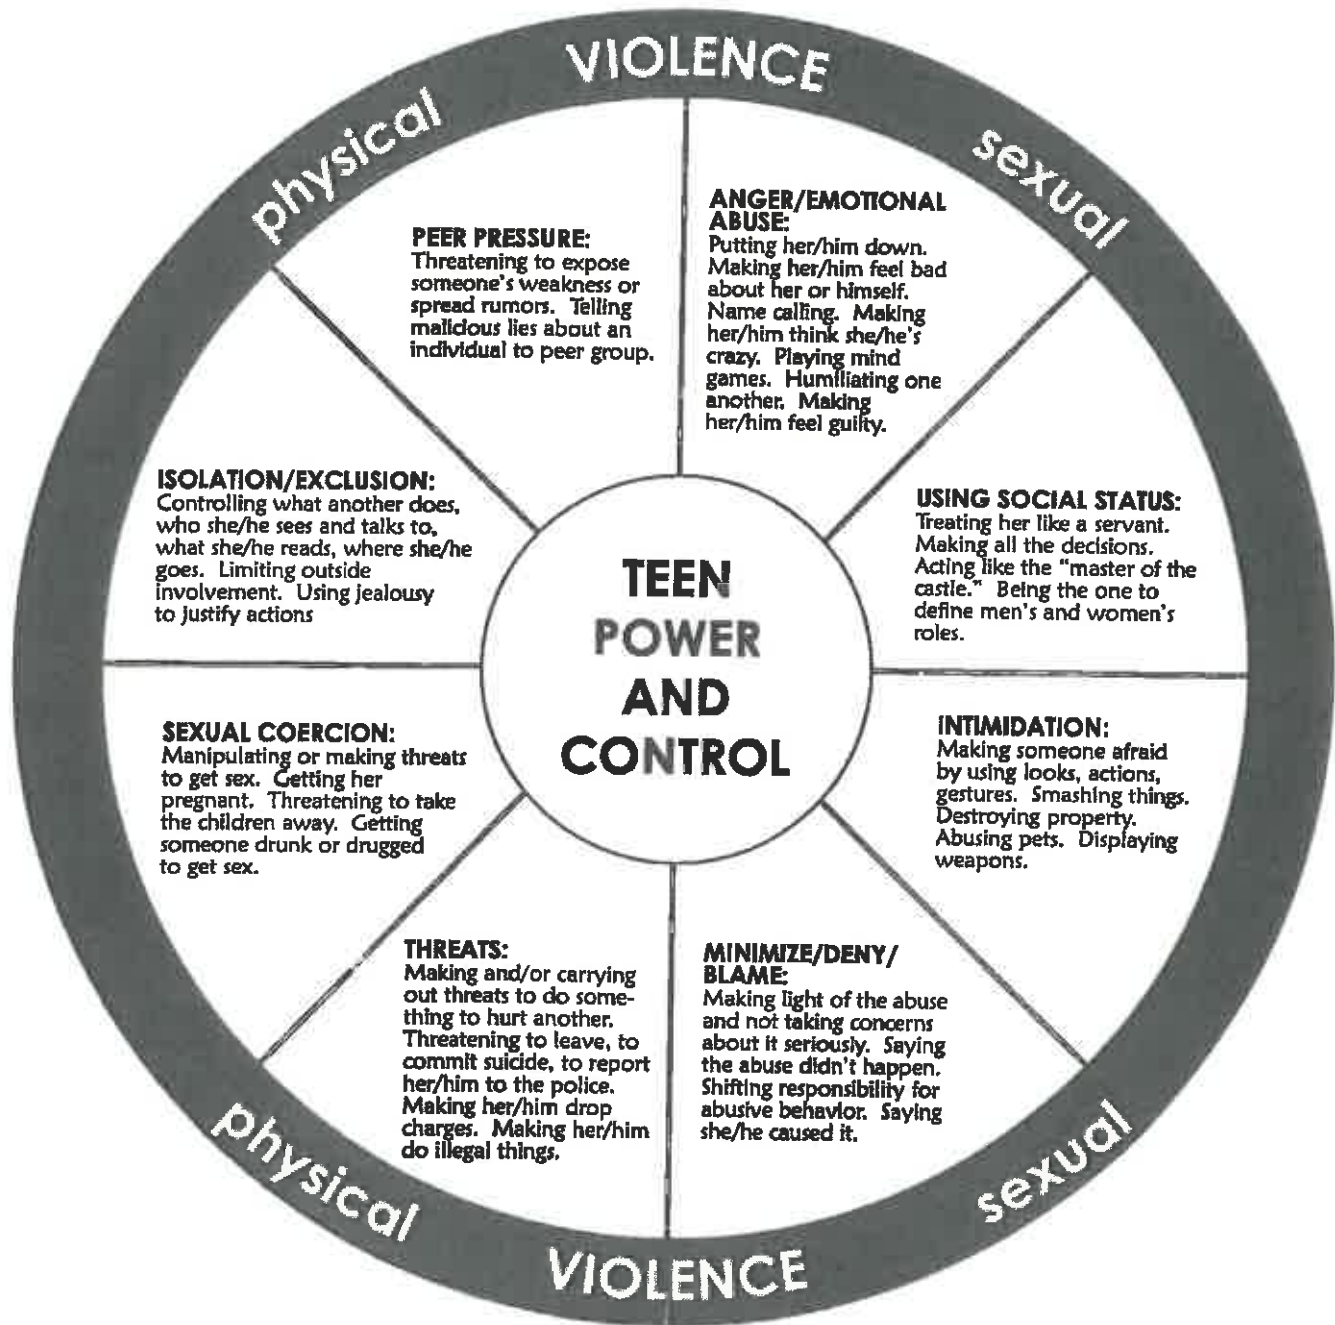 VIOLENCE
physical
sexual
PEER PRESSURE:
Threatening to expose
someone's weakness or
spread rumors. Telling
malicious lies about an
individual to peer group.
ANGER/EMOTIONAL
ABUSE:
Putting her/him down.
Making her/him feel bad
about her or himself.
Name calling. Making
her/him think she/he's
crazy. Playing mind
games. Humiliating one
another. Making
her/him feel guilty.
ISOLATION/EXCLUSION:
Controlling what another does,
who she/he sees and talks to,
what she/he reads, where she/he
goes. Limiting outside
involvement. Using jealousy
to justify actions
USING SOCIAL STATUS:
Treating her like a servant.
Making all the decisions.
Acting like the "master of the
castle." Being the one to
define men's and women's
roles.
TEEN
POWER
AND
CONTROL
SEXUAL COERCION:
Manipulating or making threats
to get sex. Getting her
pregnant. Threatening to take
the children away. Getting
someone drunk or drugged
to get sex.
INTIMIDATION:
Making someone afraid
by using looks, actions,
gestures. Smashing things.
Destroying property.
Abusing pets. Displaying
weapons.
THREATS:
Making and/or carrying
out threats to do some-
thing to hurt another.
Threatening to leave, to
commit suicide, to report
her/him to the police.
Making her/him drop
charges. Making her/him
do illegal things.
MINIMIZE/DENY/
BLAME:
Making light of the abuse
and not taking concerns
about it seriously. Saying
the abuse didn't happen.
Shifting responsibility for
abusive behavior. Saying
she/he caused it.
physical
sexual
VIOLENCE